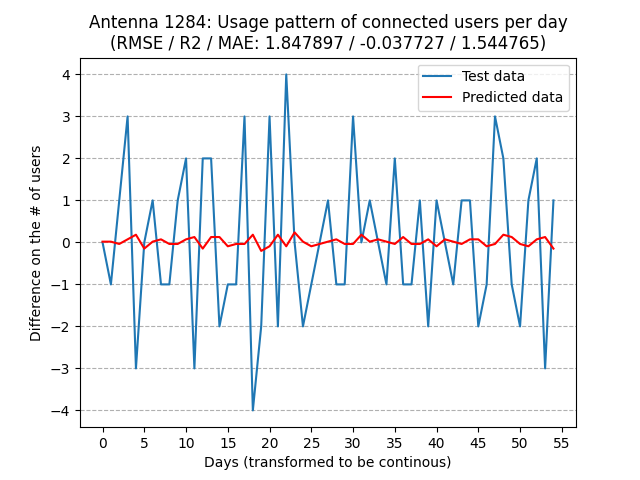 Antenna 1284: Usage pattern of connected users per day
(RMSE / R2 / MAE: 1.847897 / -0.037727 / 1.544765)
Test data
Predicted data
Difference on the # of users
4
3
2
1
0
−1
−2
−3
−4
0 5 10 15 20 25 30 35 40 45 50 55
Days (transformed to be continous)